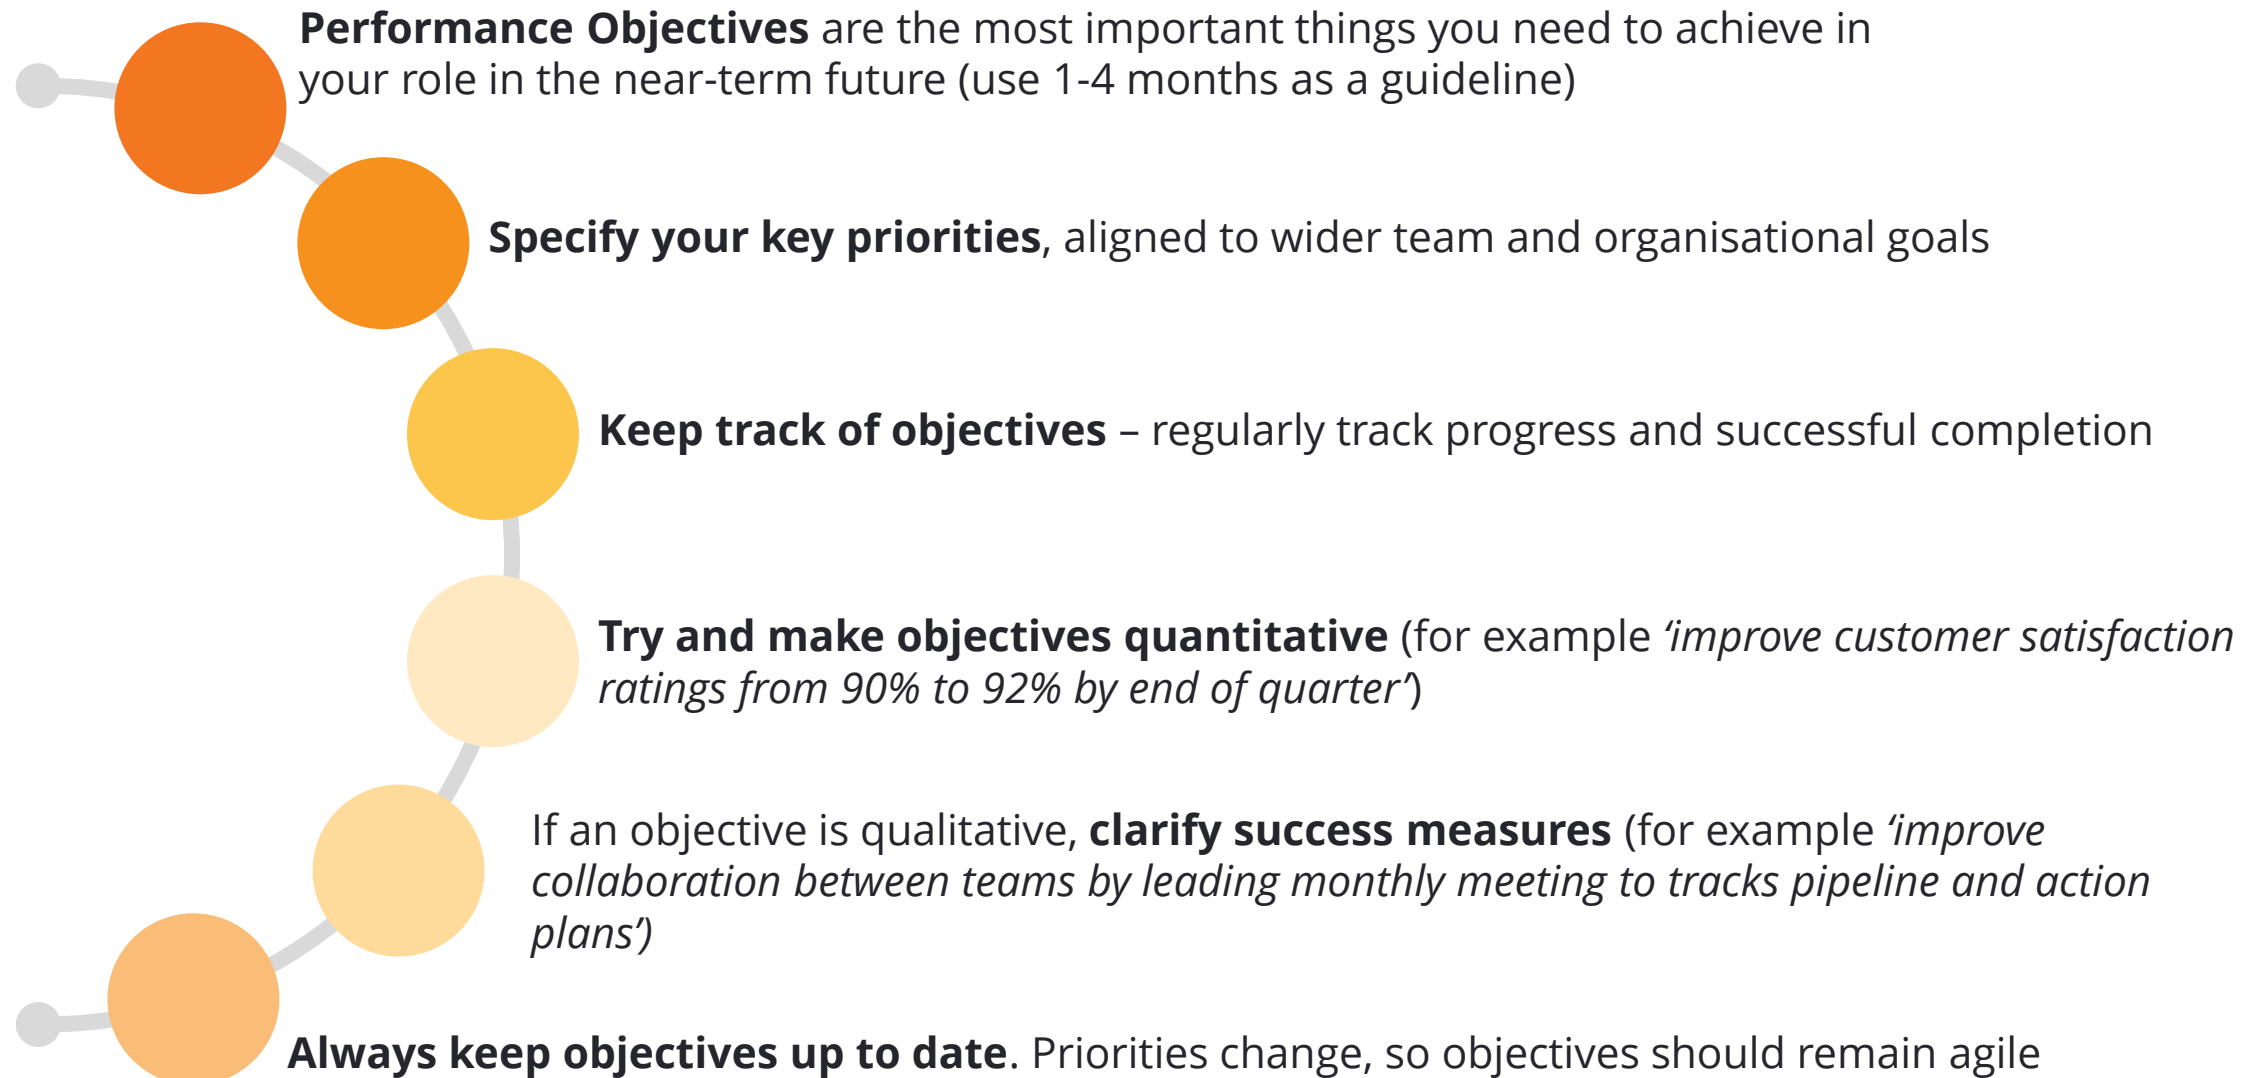 Performance Objectives are the most important things you need to achieve in
your role in the near-term future (use 1-4 months as a guideline)
Specify your key priorities, aligned to wider team and organisational goals
Keep track of objectives – regularly track progress and successful completion
Try and make objectives quantitative (for example ‘improve customer satisfaction
ratings from 90% to 92% by end of quarter’)
If an objective is qualitative, clarify success measures (for example ‘improve
collaboration between teams by leading monthly meeting to tracks pipeline and action
plans’)
Always keep objectives up to date. Priorities change, so objectives should remain agile